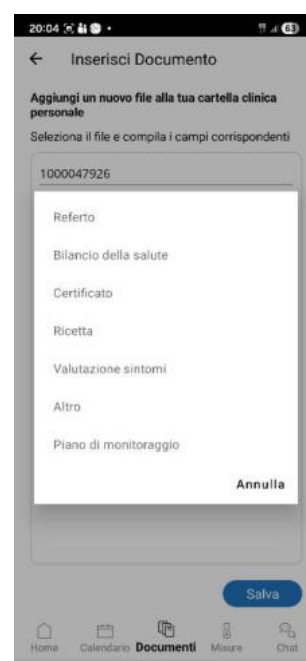 20:04
63
Inserisci Documento
Aggiungi un nuovo file alla tua cartella clinica
personale
Seleziona il file e compila i campi corrispondenti
1000047926
Referto
Bilancio della salute
Certificato
Ricetta
Valutazione sintomi
Altro
Piano di monitoraggio
Annulla
Salva
Home Calendario Documenti Misure Chat